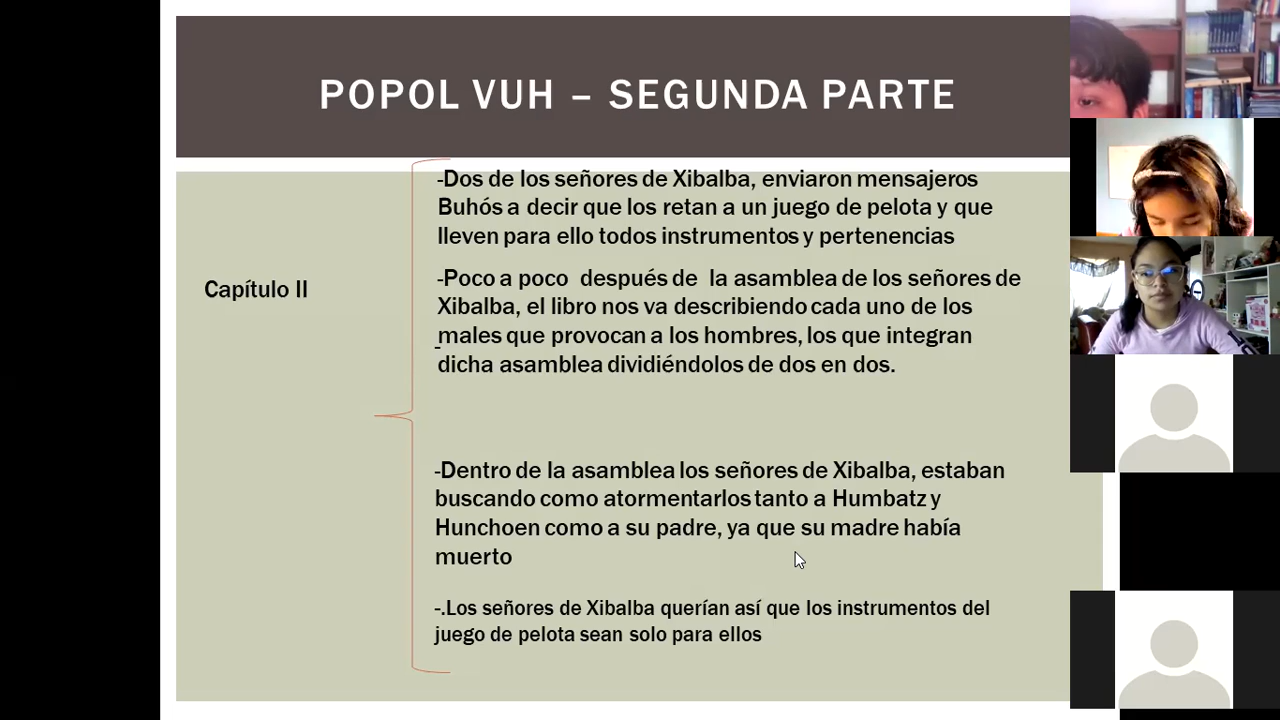 POPOL VUH – SEGUNDA PARTE
Capítulo II
-Dos de los señores de Xibalba, enviaron mensajeros
Buhós a decir que los retan a un juego de pelota y que
lleven para ello todos instrumentos y pertenencias
-Poco a poco después de la asamblea de los señores de
Xibalba, el libro nos va describiendo cada uno de los
males que provocan a los hombres, los que integran
-
dicha asamblea dividiéndolos de dos en dos.
-Dentro de la asamblea los señores de Xibalba, estaban
buscando como atormentarlos tanto a Humbatz y
Hunchoen como a su padre, ya que su madre había
muerto
-.Los señores de Xibalba querían así que los instrumentos del
juego de pelota sean solo para ellos